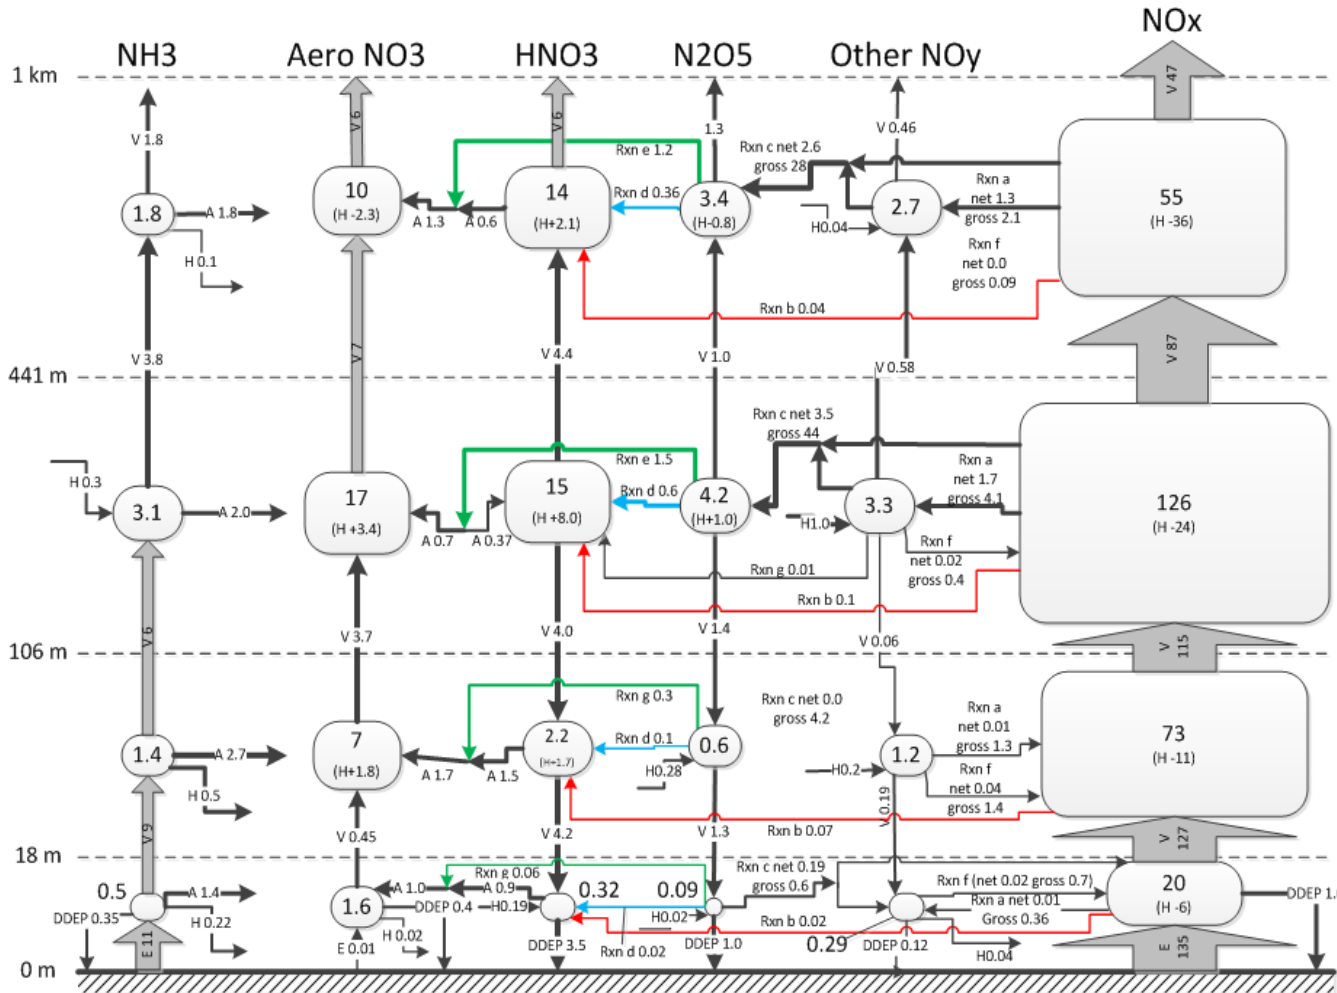 NH3
Aero NO3
HNO3
N2O5
Other NOy
NOx
1 km
V 47
V 1.8
V 6
V 6
1.3
V 0.46
Rxn e 1.2
Rxn c net 2.6
gross 28
Rxn d 0.36
Rxn a
net 1.3
gross 2.1
1.8
A 1.8
H 0.1
10
(H -2.3)
A 1.3
A 0.6
14
(H+2.1)
3.4
(H-0.8)
H0.04
2.7
55
(H -36)
Rxn f
net 0.0
gross 0.09
Rxn b 0.04
V 3.8
V 7
V 4.4
V 1.0
V 0.58
V 87
441 m
Rxn c net 3.5
gross 44
Rxn e 1.5
Rxn d 0.6
Rxn a
net 1.7
gross 4.1
H 0.3
3.1
A 2.0
17
(H +3.4)
A 0.7
A 0.37
15
(H +8.0)
4.2
(H+1.0)
H1.0
3.3
126
(H -24)
Rxn f
net 0.02
gross 0.4
Rxn g 0.01
Rxn b 0.1
V 6
V 3.7
V 4.0
V 1.4
V 0.06
V
115
106 m
Rxn g 0.3
Rxn c net 0.0
gross 4.2
Rxn d 0.1
Rxn a
net 0.01
gross 1.3
1.4
A 2.7
H 0.5
7
(H+1.8)
A 1.7
A 1.5
2.2
(H+1.7)
0.6
H0.28
H0.2
1.2
73
(H -11)
Rxn f
net 0.04
gross 1.4
Rxn b 0.07
V 9
V 0.45
V 4.2
V 1.3
V 0.19
V
127
18 m
Rxn g 0.06
Rxn c net 0.19
gross 0.6
0.5
A 1.4
H 0.22
DDEP 0.35
1.6
A 1.0
A 0.9
DDEP 0.4
H0.19
H 0.02
0.32
0.09
H0.02
Rxn d 0.02
Rxn b 0.02
Rxn f (net 0.02 gross 0.7)
Rxn a net 0.01
Gross 0.36
0.29
H0.04
20
(H -6)
E 11
E 0.01
DDEP 3.5
DDEP 1.0
DDEP 0.12
E
135
0 m